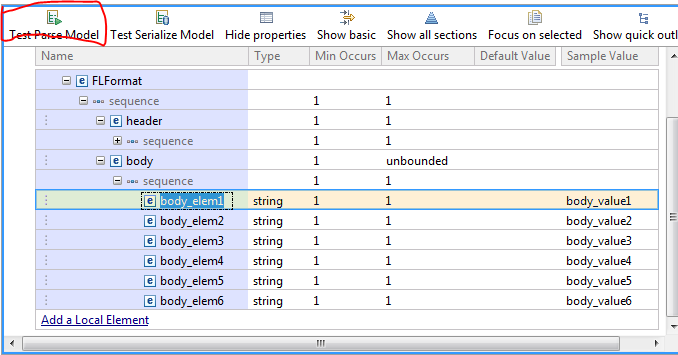 Test Parse Model Test Serialize Model Hide properties Show basic Show all sections Focus on selected Show quick outl
Name Type Min Occurs Max Occurs Default Value Sample Value
e FLFormat
sequence 1 1
e header 1 1
sequence 1 1
e body 1 unbounded
sequence 1 1
e body_elem1 string 1 1 body_value1
e body_elem2 string 1 1 body_value2
e body_elem3 string 1 1 body_value3
e body_elem4 string 1 1 body_value4
e body_elem5 string 1 1 body_value5
e body_elem6 string 1 1 body_value6
Add a Local Element